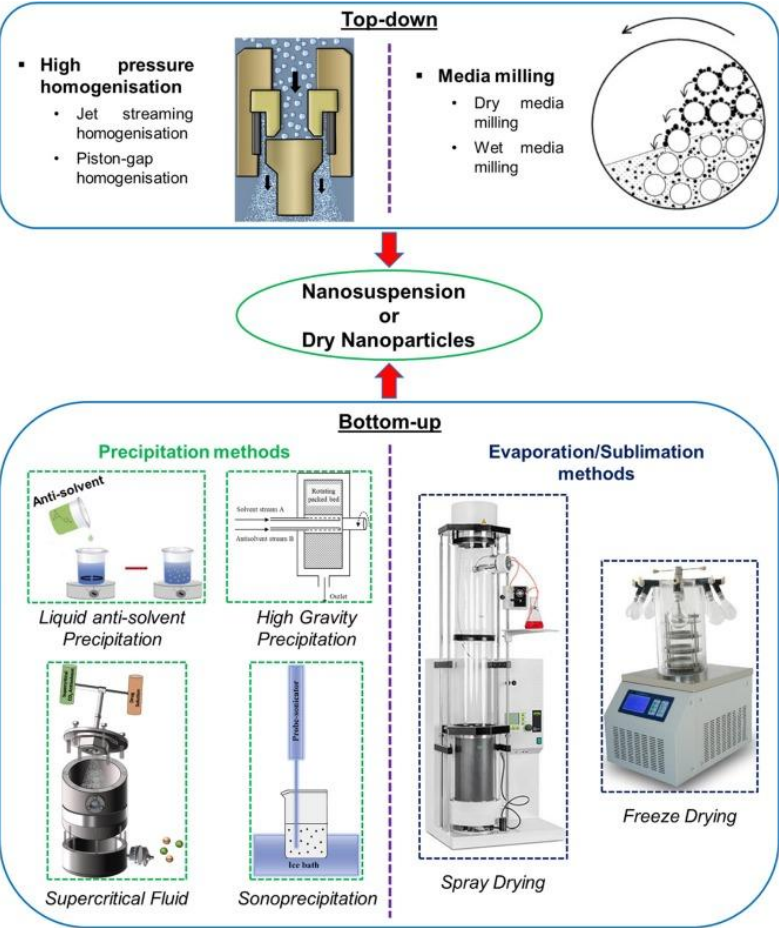 Top-down
▪ High pressure
homogenisation
• Jet streaming
homogenisation
• Piston-gap
homogenisation
▪ Media milling
• Dry media
milling
• Wet media
milling
Nanosuspension
or
Dry Nanoparticles
Bottom-up
Precipitation methods
Anti-solvent
Liquid anti-solvent
Precipitation
Rotating
packed bed
Solvent stream A
Antisolvent stream B
Outlet
High Gravity
Precipitation
Supercritical Fluid
Probe-sonicator
Ice bath
Sonoprecipitation
Evaporation/Sublimation
methods
Spray Drying
Freeze Drying